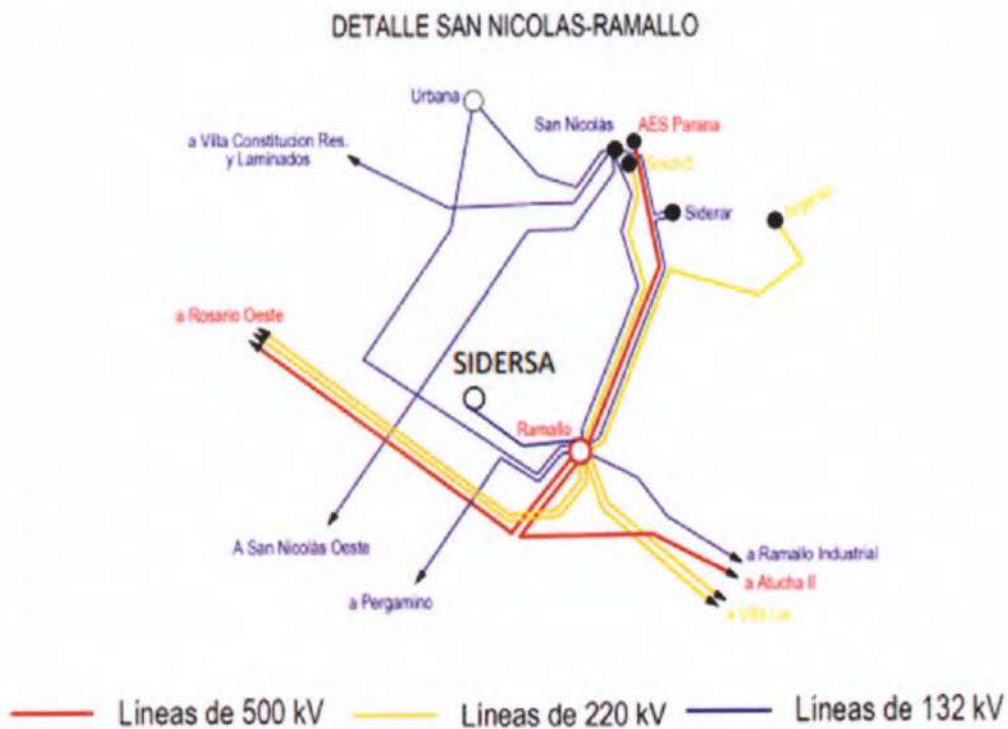 DETALLE SAN NICOLAS-RAMALLO
Urbana
San Nicolás
AES Parana
a Villa Constitucion Res.
y Laminados
Siderar
a Rosario Oeste
SIDERSA
Ramallo
A San Nicolás Oeste
a Ramallo Industrial
a Atucha II
a Pergamino
a Villa Lia
Líneas de 500 kV
Líneas de 220 kV
Líneas de 132 kV